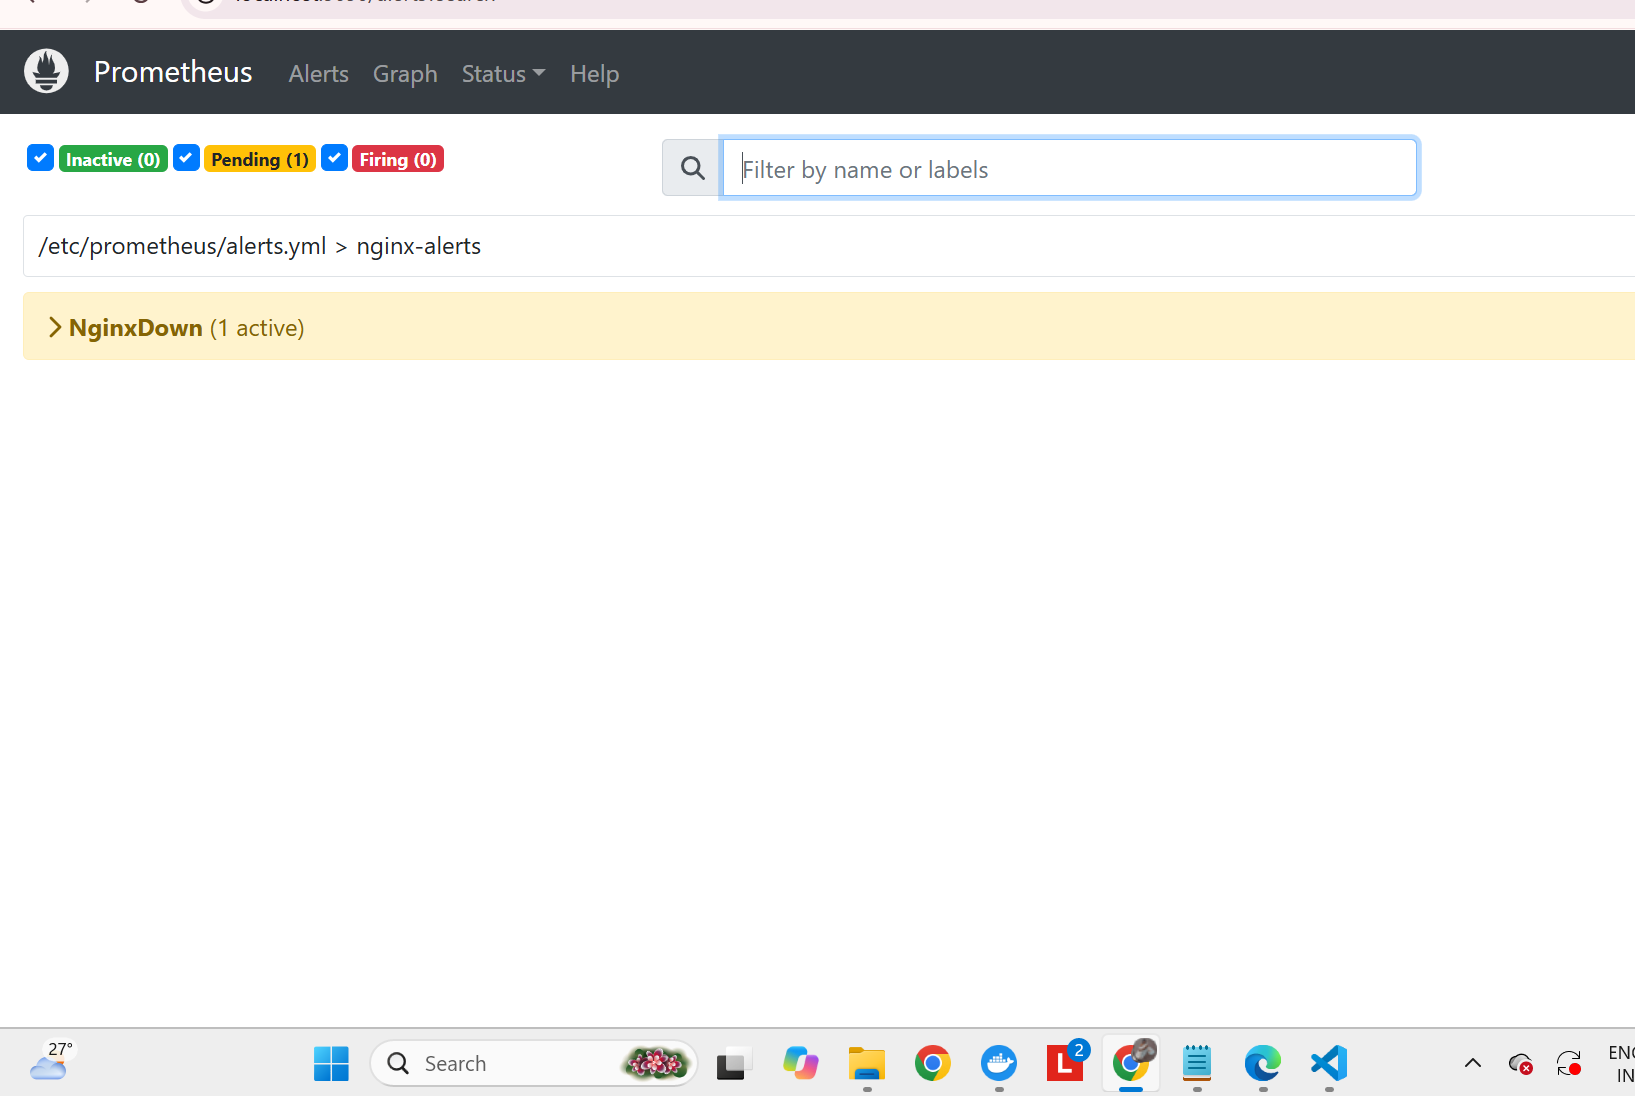 Prometheus Alerts Graph Status Help
Inactive (0) Pending (1) Firing (0)
Filter by name or labels
/etc/prometheus/alerts.yml > nginx-alerts
NginxDown (1 active)
27°
Search
L
2
ENG
IN